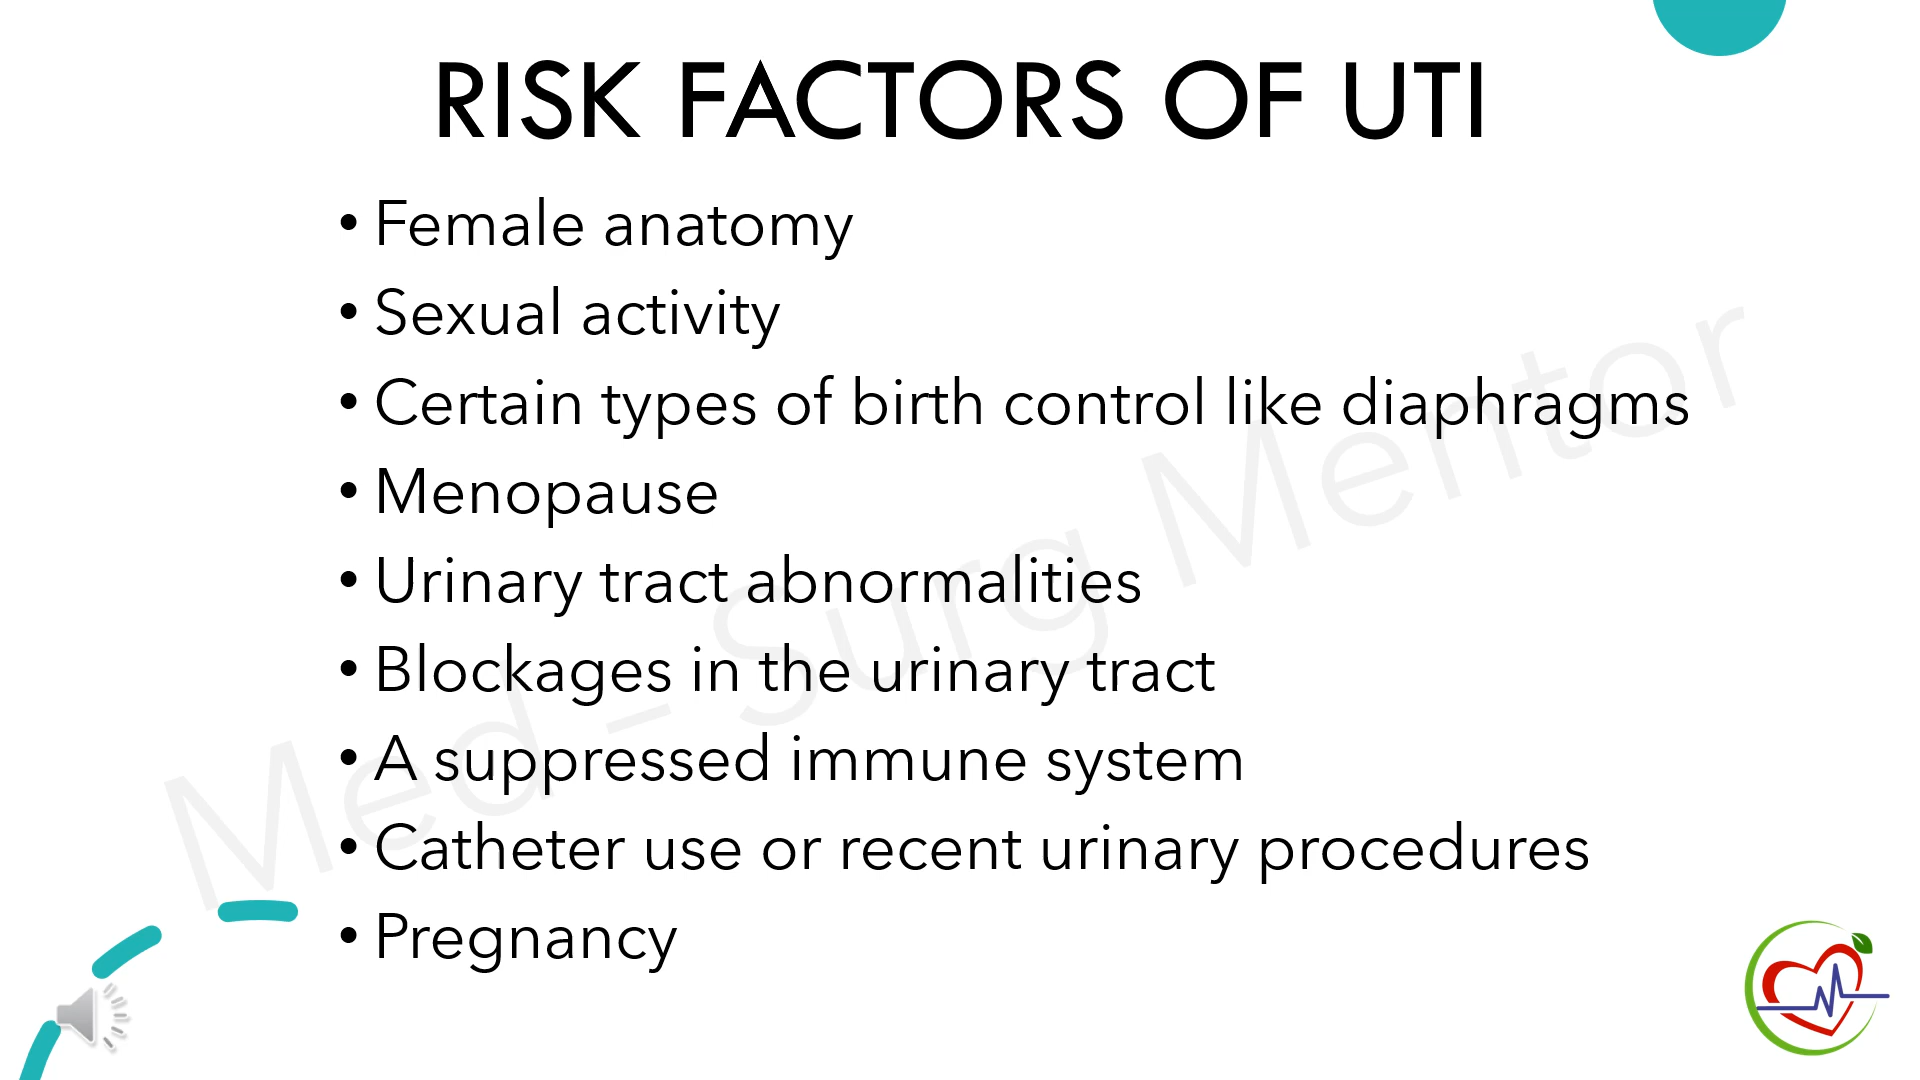 RISK FACTORS OF UTI
• Female anatomy
• Sexual activity
• Certain types of birth control like diaphragms
• Menopause
• Urinary tract abnormalities
• Blockages in the urinary tract
• A suppressed immune system
• Catheter use or recent urinary procedures
• Pregnancy
Med - Surg Mentor